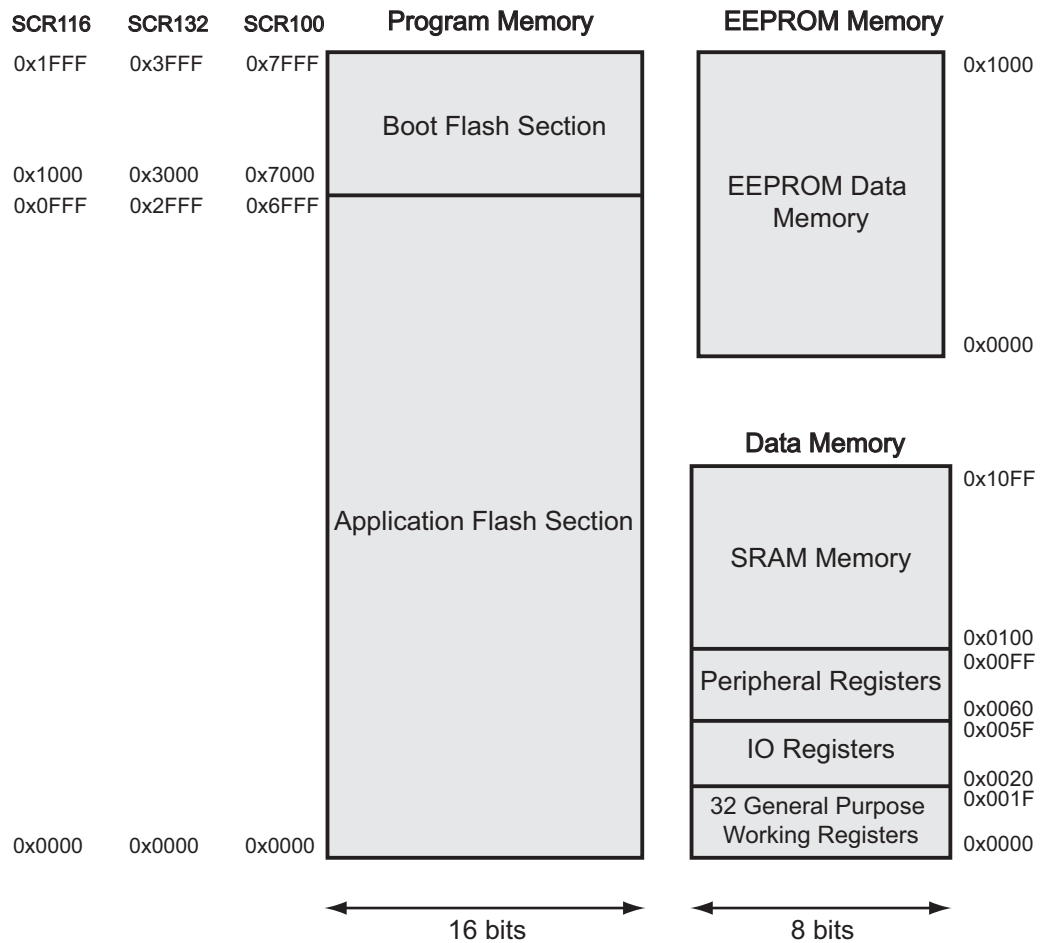 SCR116 SCR132 SCR100 Program Memory EEPROM Memory
0x1FFF 0x3FFF 0x7FFF
0x1000
Boot Flash Section
0x1000 0x3000 0x7000
0x0FFF 0x2FFF 0x6FFF
EEPROM Data
Memory
0x0000
Data Memory
0x10FF
Application Flash Section
SRAM Memory
0x0100
0x00FF
Peripheral Registers
0x0060
0x005F
IO Registers
0x0020
0x001F
32 General Purpose
Working Registers
0x0000 0x0000 0x0000
0x0000
16 bits 8 bits